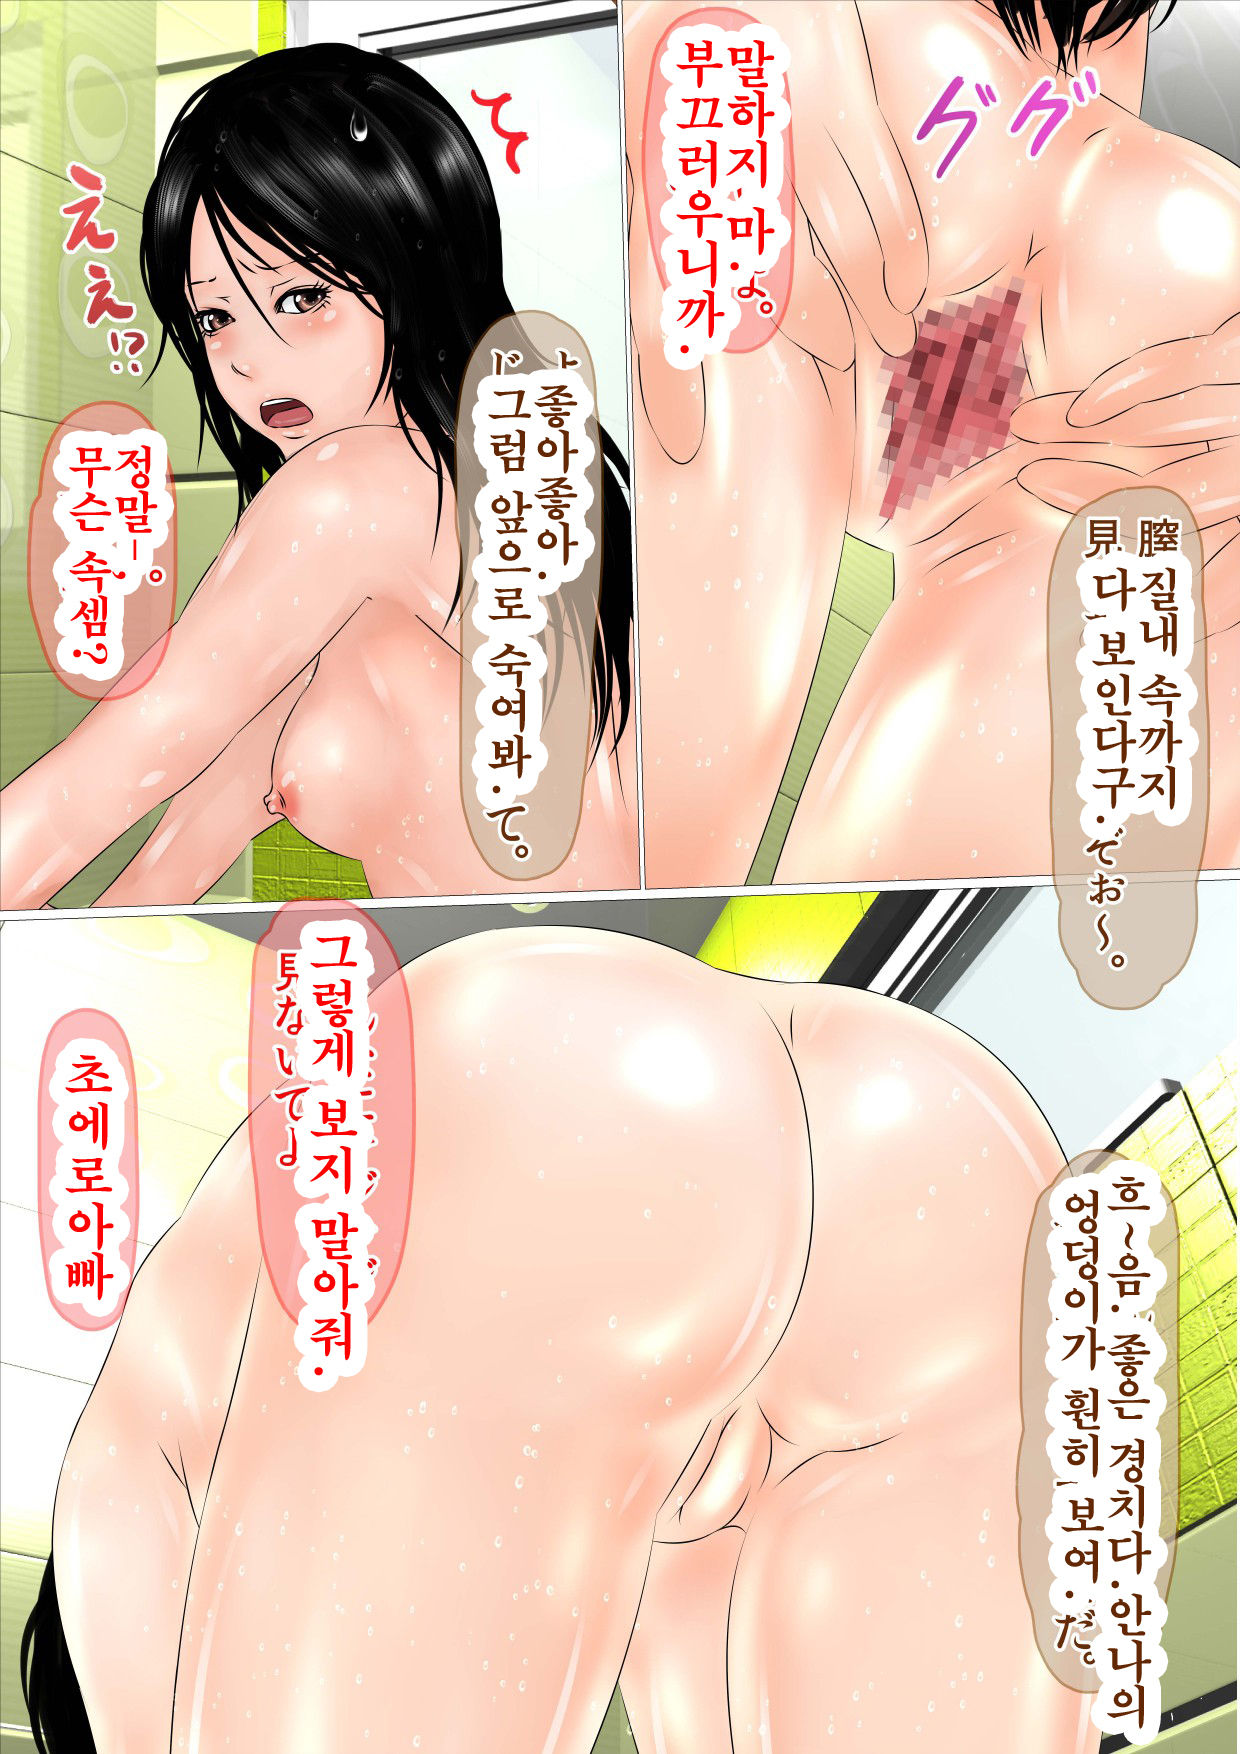 말하지 마.
부끄러우니까.
よ。
グググ
膣
질내 속까지
見
다 보인다구.
ぞお～。
좋아좋아.
그럼 앞으로 숙여봐.
て。
ええ!?
정말ー。
무슨 속셈?
흐~음. 좋은 경치다. 안나의
엉덩이가 훤히 보여.
だ。
그렇게 보지 말아줘.
見ないでよ
초에로아빠